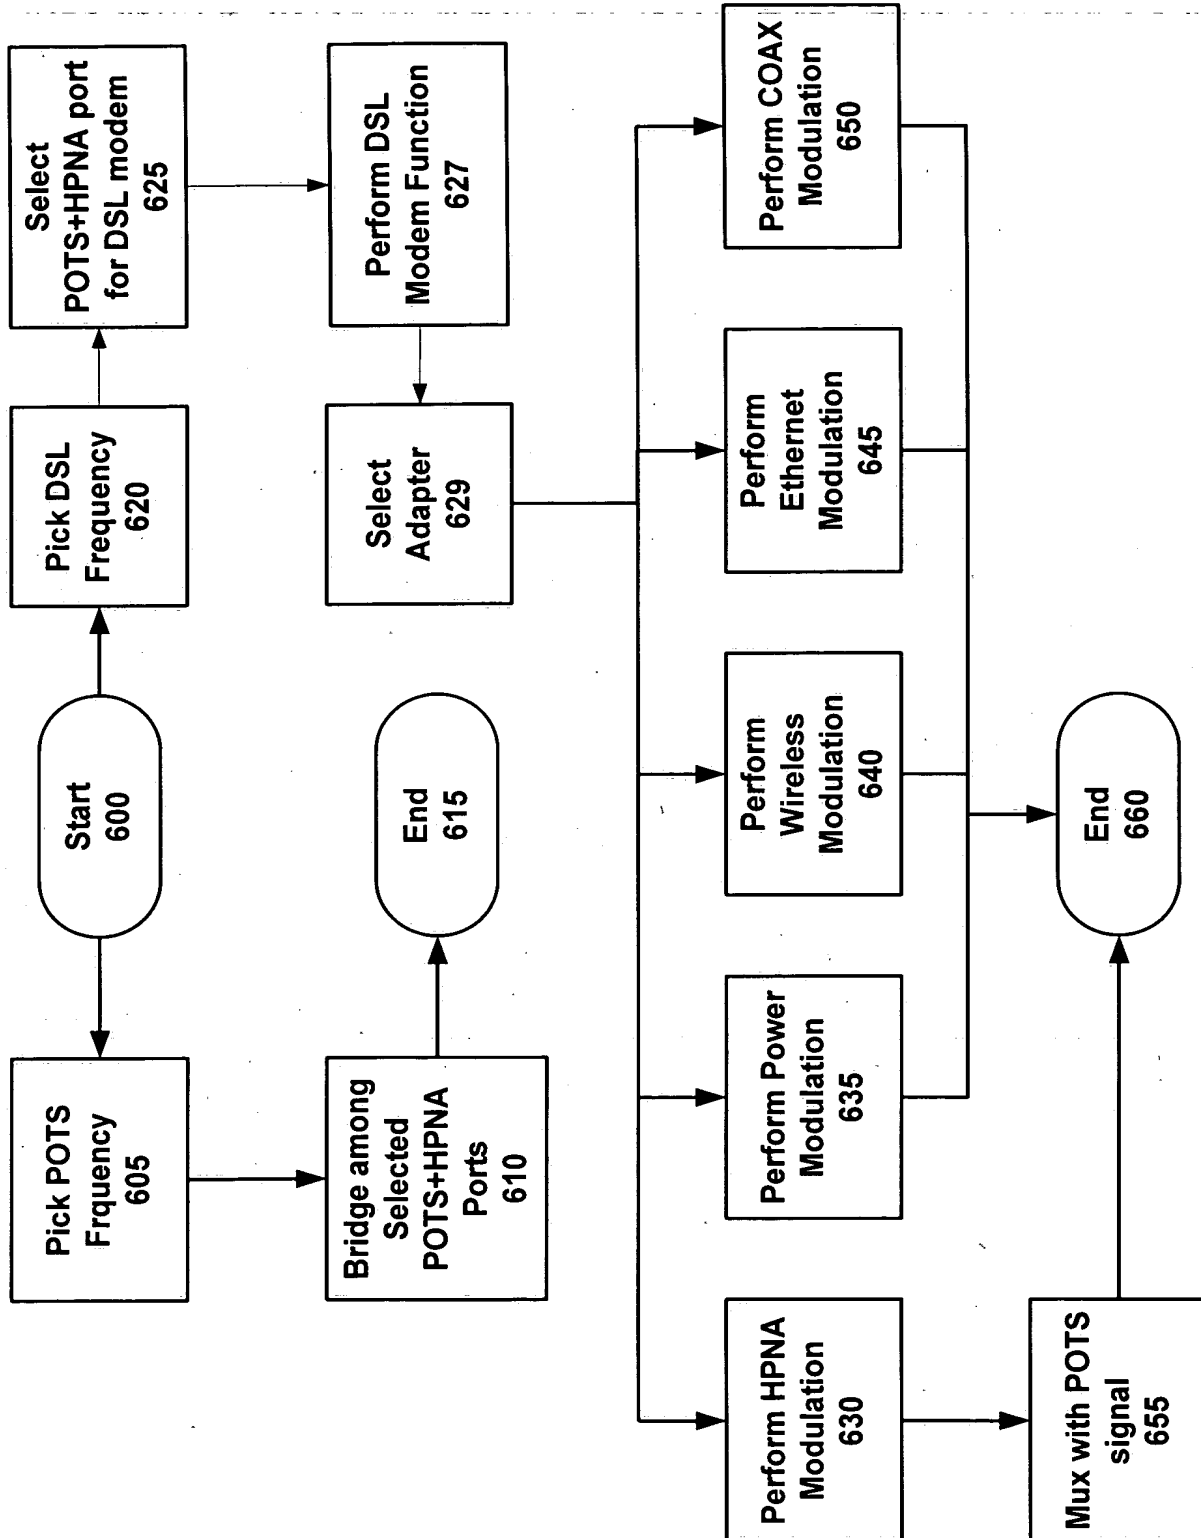 Start
600
Pick POTS
Frquency
605
Bridge among
Selected
POTS+HPNA
Ports
610
End
615
Pick DSL
Frequency
620
Select
POTS+HPNA port
for DSL modem
625
Perform DSL
Modem Function
627
Select
Adapter
629
Perform HPNA
Modulation
630
Perform Power
Modulation
635
Perform
Wireless
Modulation
640
Perform
Ethernet
Modulation
645
Perform COAX
Modulation
650
Mux with POTS
signal
655
End
660